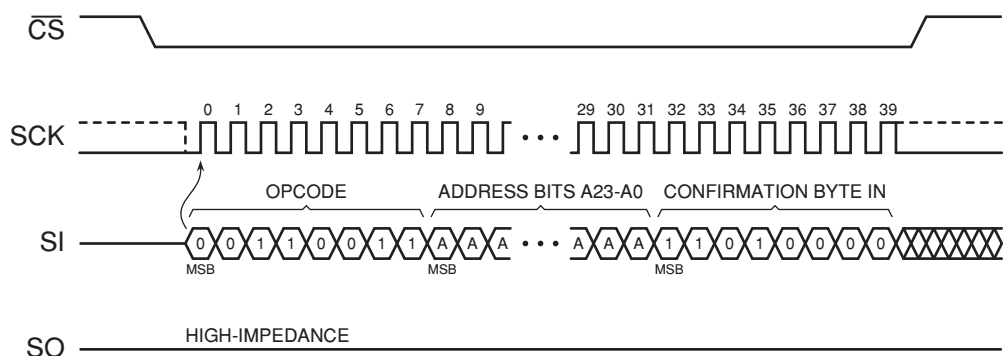 CS
0 1 2 3 4 5 6 7 8 9 29 30 31 32 33 34 35 36 37 38 39
SCK
OPCODE ADDRESS BITS A23-A0 CONFIRMATION BYTE IN
SI 0 0 1 1 0 0 1 1 A A A A A A 1 1 0 1 0 0 0 0
MSB MSB MSB
HIGH-IMPEDANCE
SO